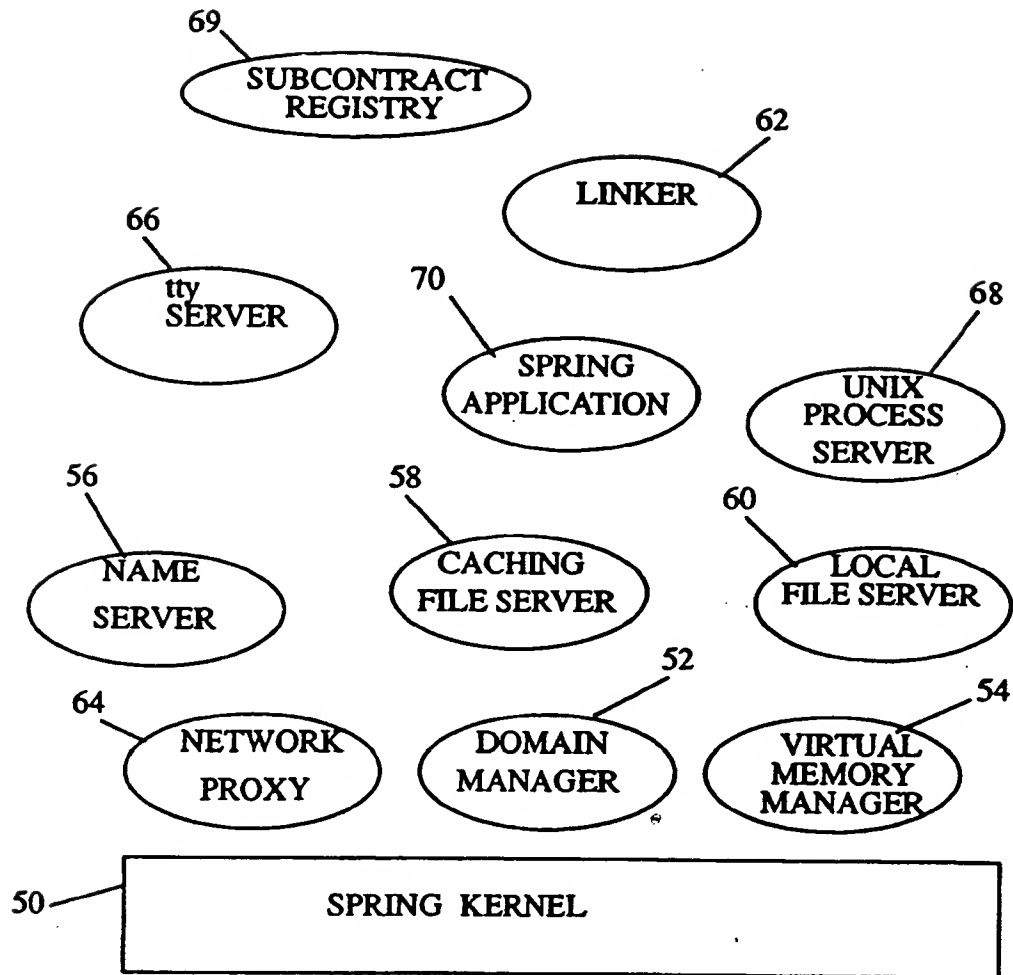 69
SUBCONTRACT
REGISTRY
62
LINKER
66
tty
SERVER
70
SPRING
APPLICATION
68
UNIX
PROCESS
SERVER
56
NAME
SERVER
58
CACHING
FILE SERVER
60
LOCAL
FILE SERVER
64
NETWORK
PROXY
52
DOMAIN
MANAGER
54
VIRTUAL
MEMORY
MANAGER
50
SPRING KERNEL